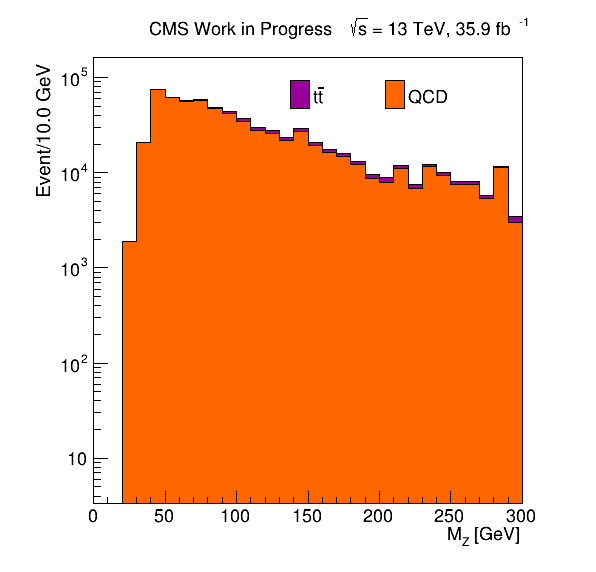 CMS Work in Progress √s = 13 TeV, 35.9 fb⁻¹
Event/10.0 GeV
tt̄ QCD
10⁵
10⁴
10³
10²
10
0 50 100 150 200 250 300
M_Z [GeV]